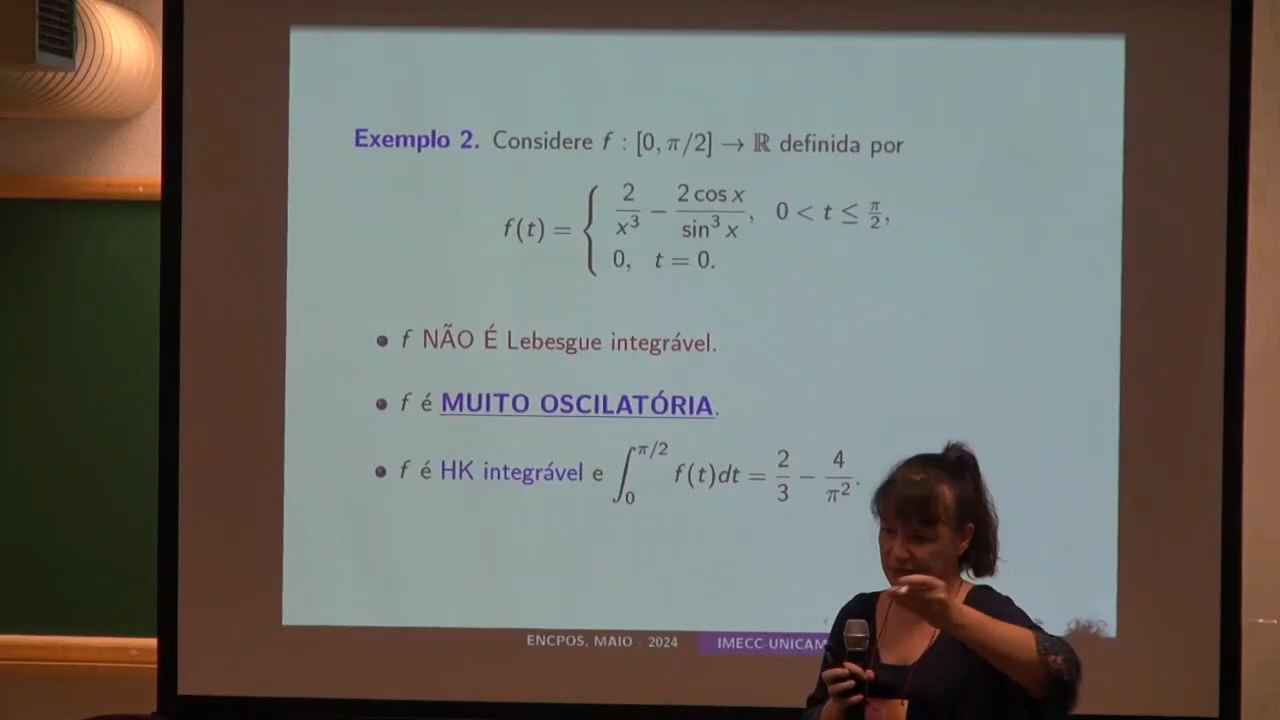 Exemplo 2. Considere f : [0, π/2] → ℝ definida por
f(t) = { 2/x³ − 2 cos x/sin³ x, 0 < t ≤ π/2,
0, t = 0.
• f NÃO É Lebesgue integrável.
• f é MUITO OSCILATÓRIA.
• f é HK integrável e ∫₀^{π/2} f(t)dt = 2/3 − 4/π².
ENCPOS, MAIO - 2024 IMECC-UNICAM